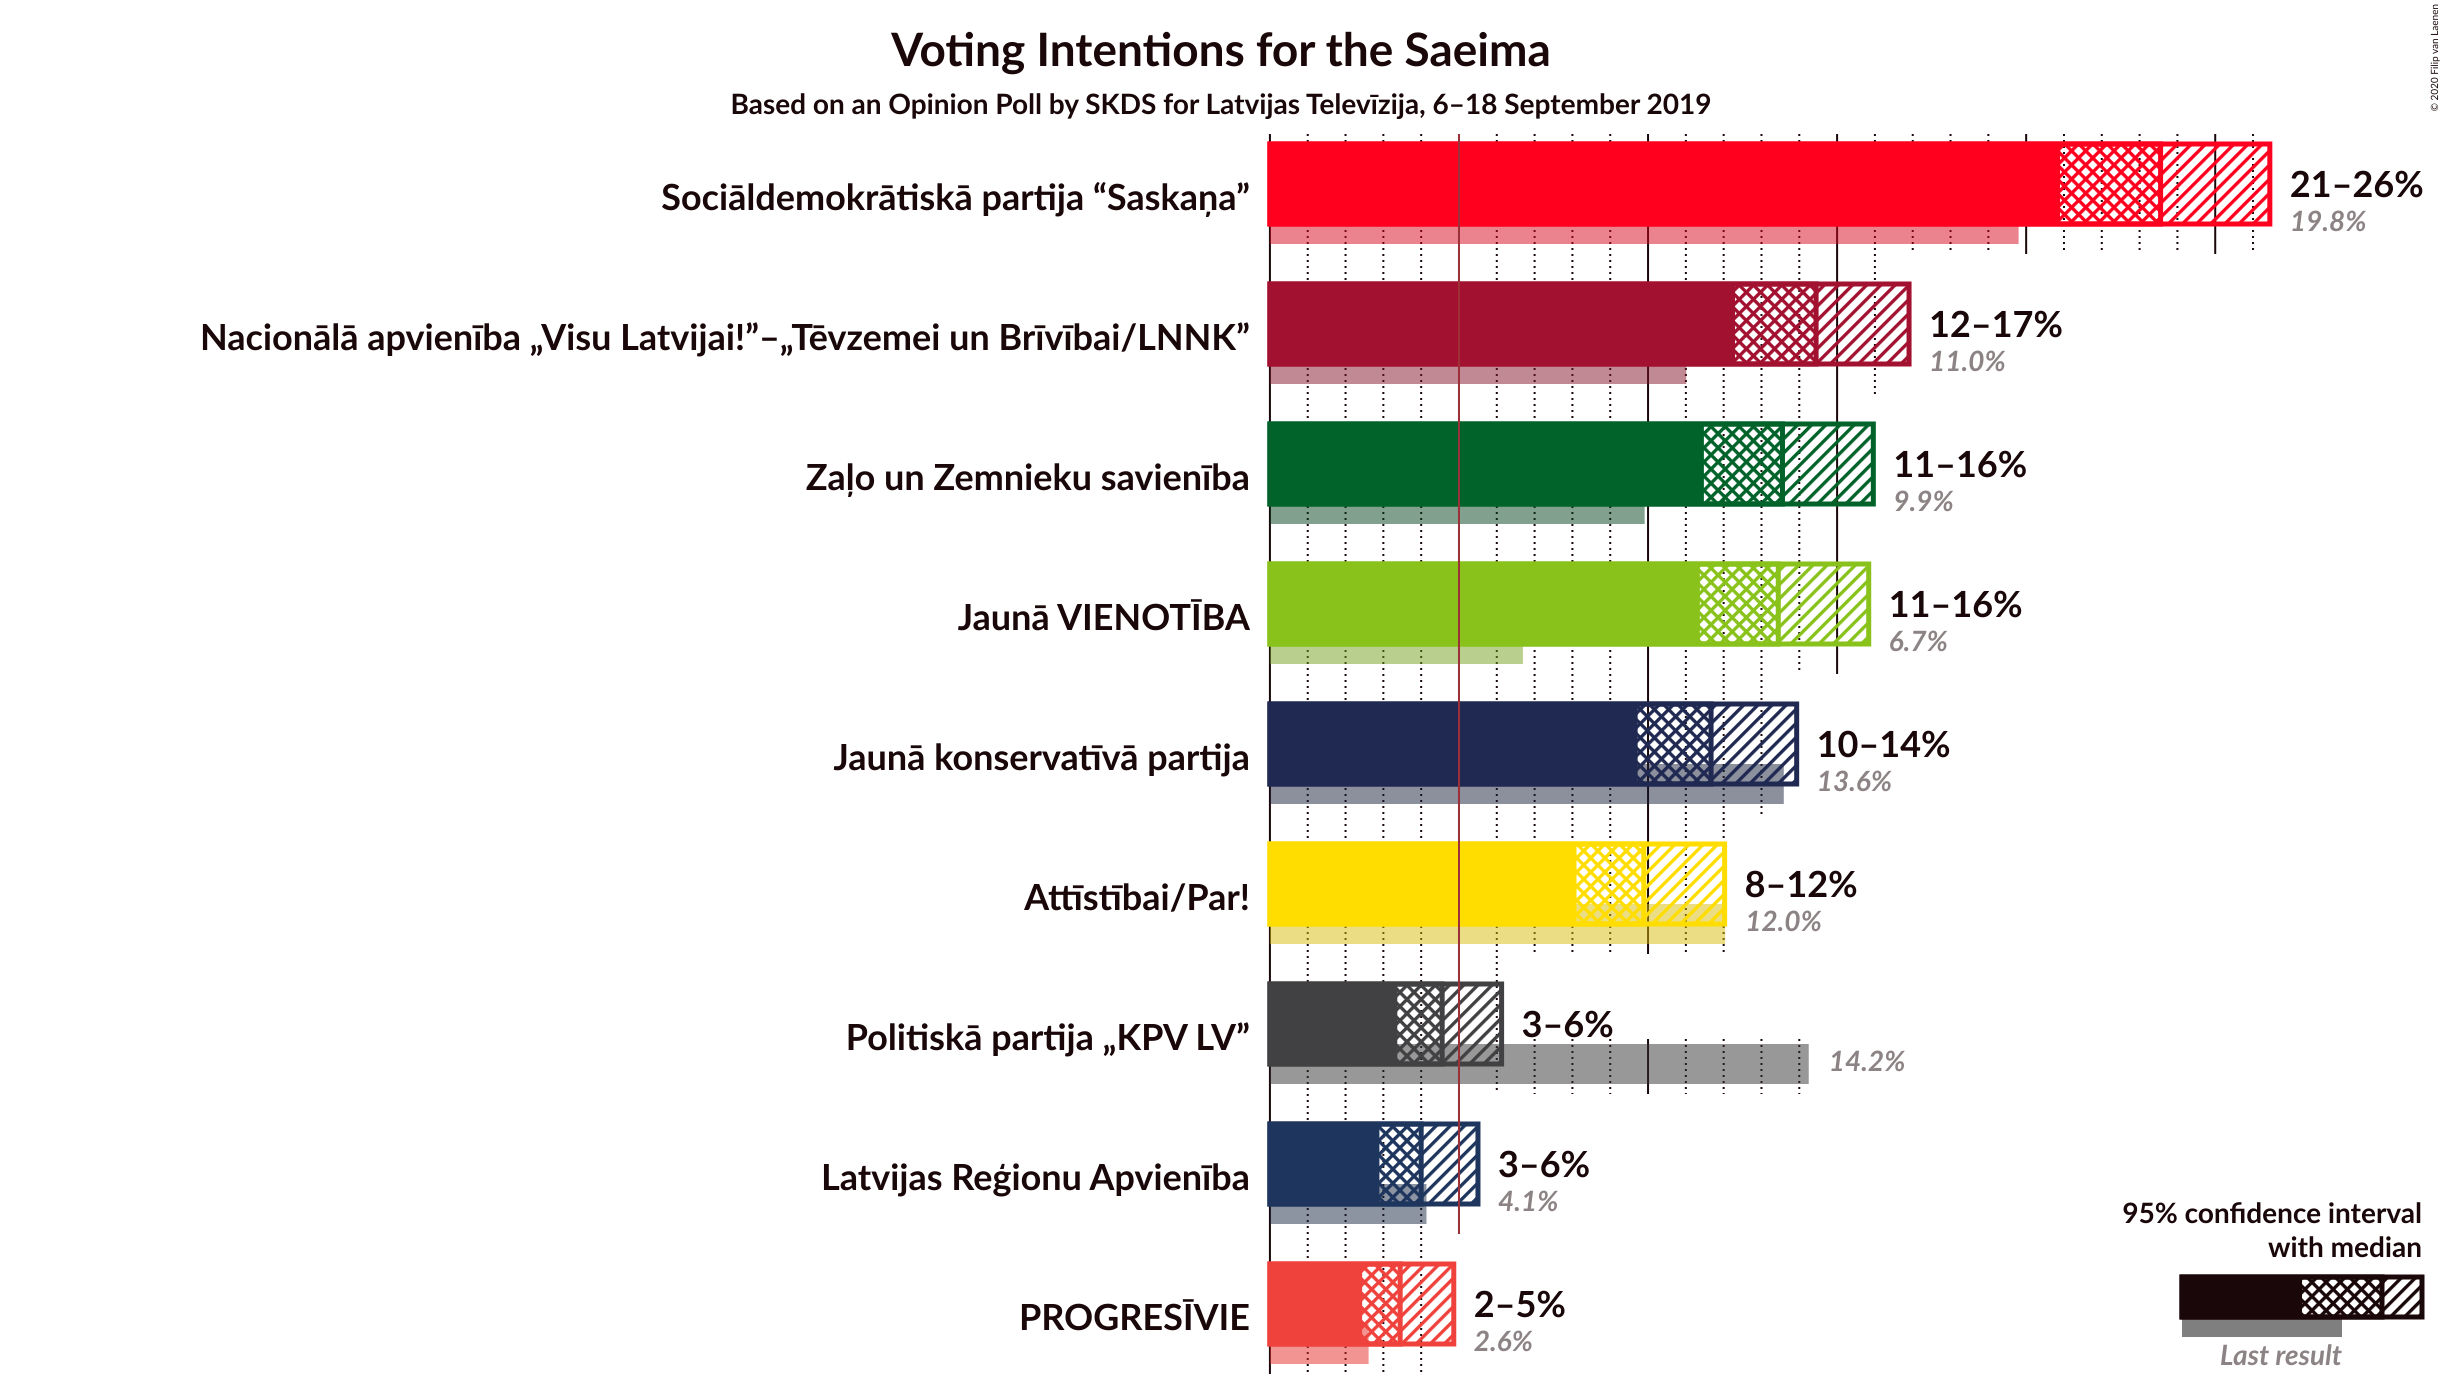 Voting Intentions for the Saeima
Based on an Opinion Poll by SKDS for Latvijas Televīzija, 6–18 September 2019
© 2020 Filip van Laenen
Sociāldemokrātiskā partija “Saskaņa”
21–26%
19.8%
Nacionālā apvienība „Visu Latvijai!”–„Tēvzemei un Brīvībai/LNNK”
12–17%
11.0%
Zaļo un Zemnieku savienība
11–16%
9.9%
Jaunā VIENOTĪBA
11–16%
6.7%
Jaunā konservatīvā partija
10–14%
13.6%
Attīstībai/Par!
8–12%
12.0%
Politiskā partija „KPV LV”
3–6%
14.2%
Latvijas Reģionu Apvienība
3–6%
4.1%
PROGRESĪVIE
2–5%
2.6%
95% confidence interval
with median
Last result